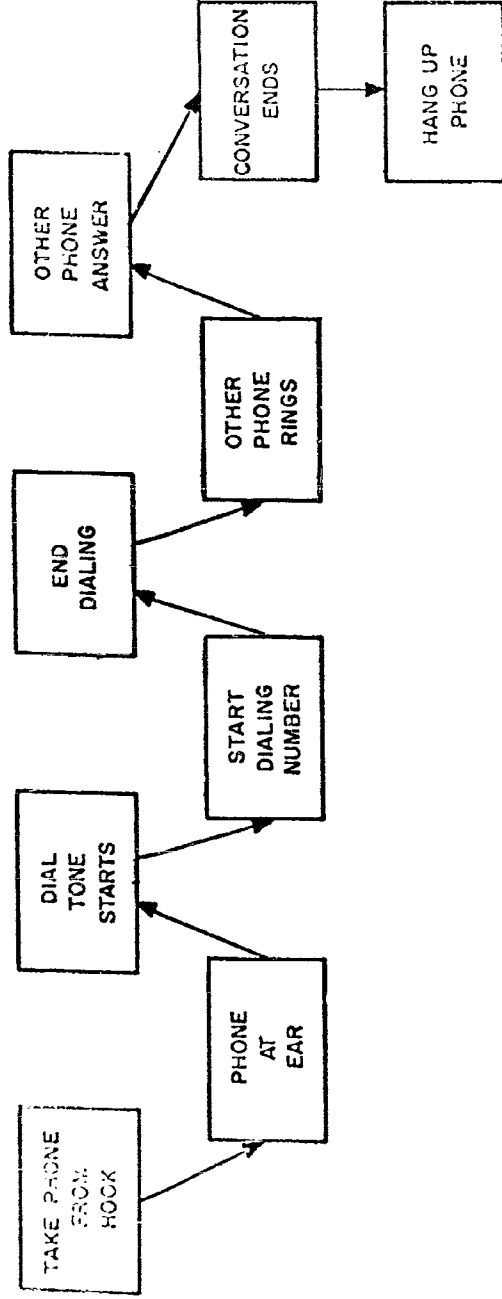 TAKE PHONE
FROM
HOOK
PHONE
AT
EAR
DIAL
TONE
STARTS
START
DIALING
NUMBER
END
DIALING
OTHER
PHONE
RINGS
OTHER
PHONE
ANSWER
CONVERSATION
ENDS
HANG UP
PHONE